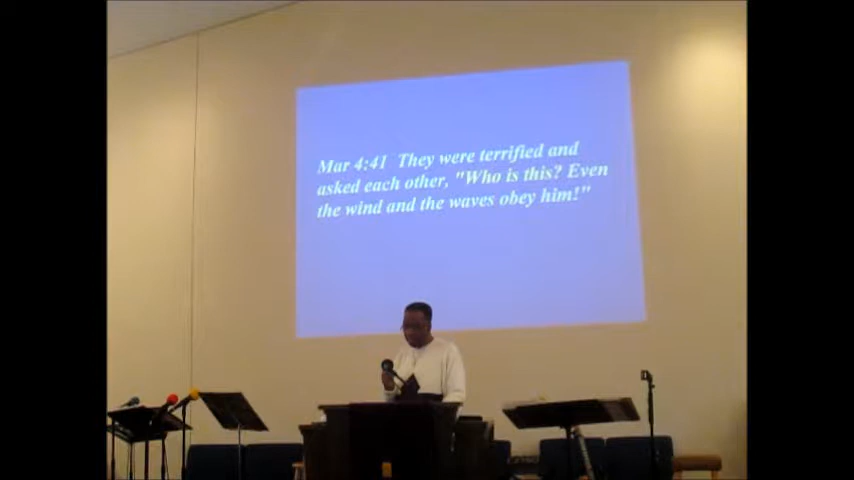 Mar 4:41 They were terrified and
asked each other, "Who is this? Even
the wind and the waves obey him!"